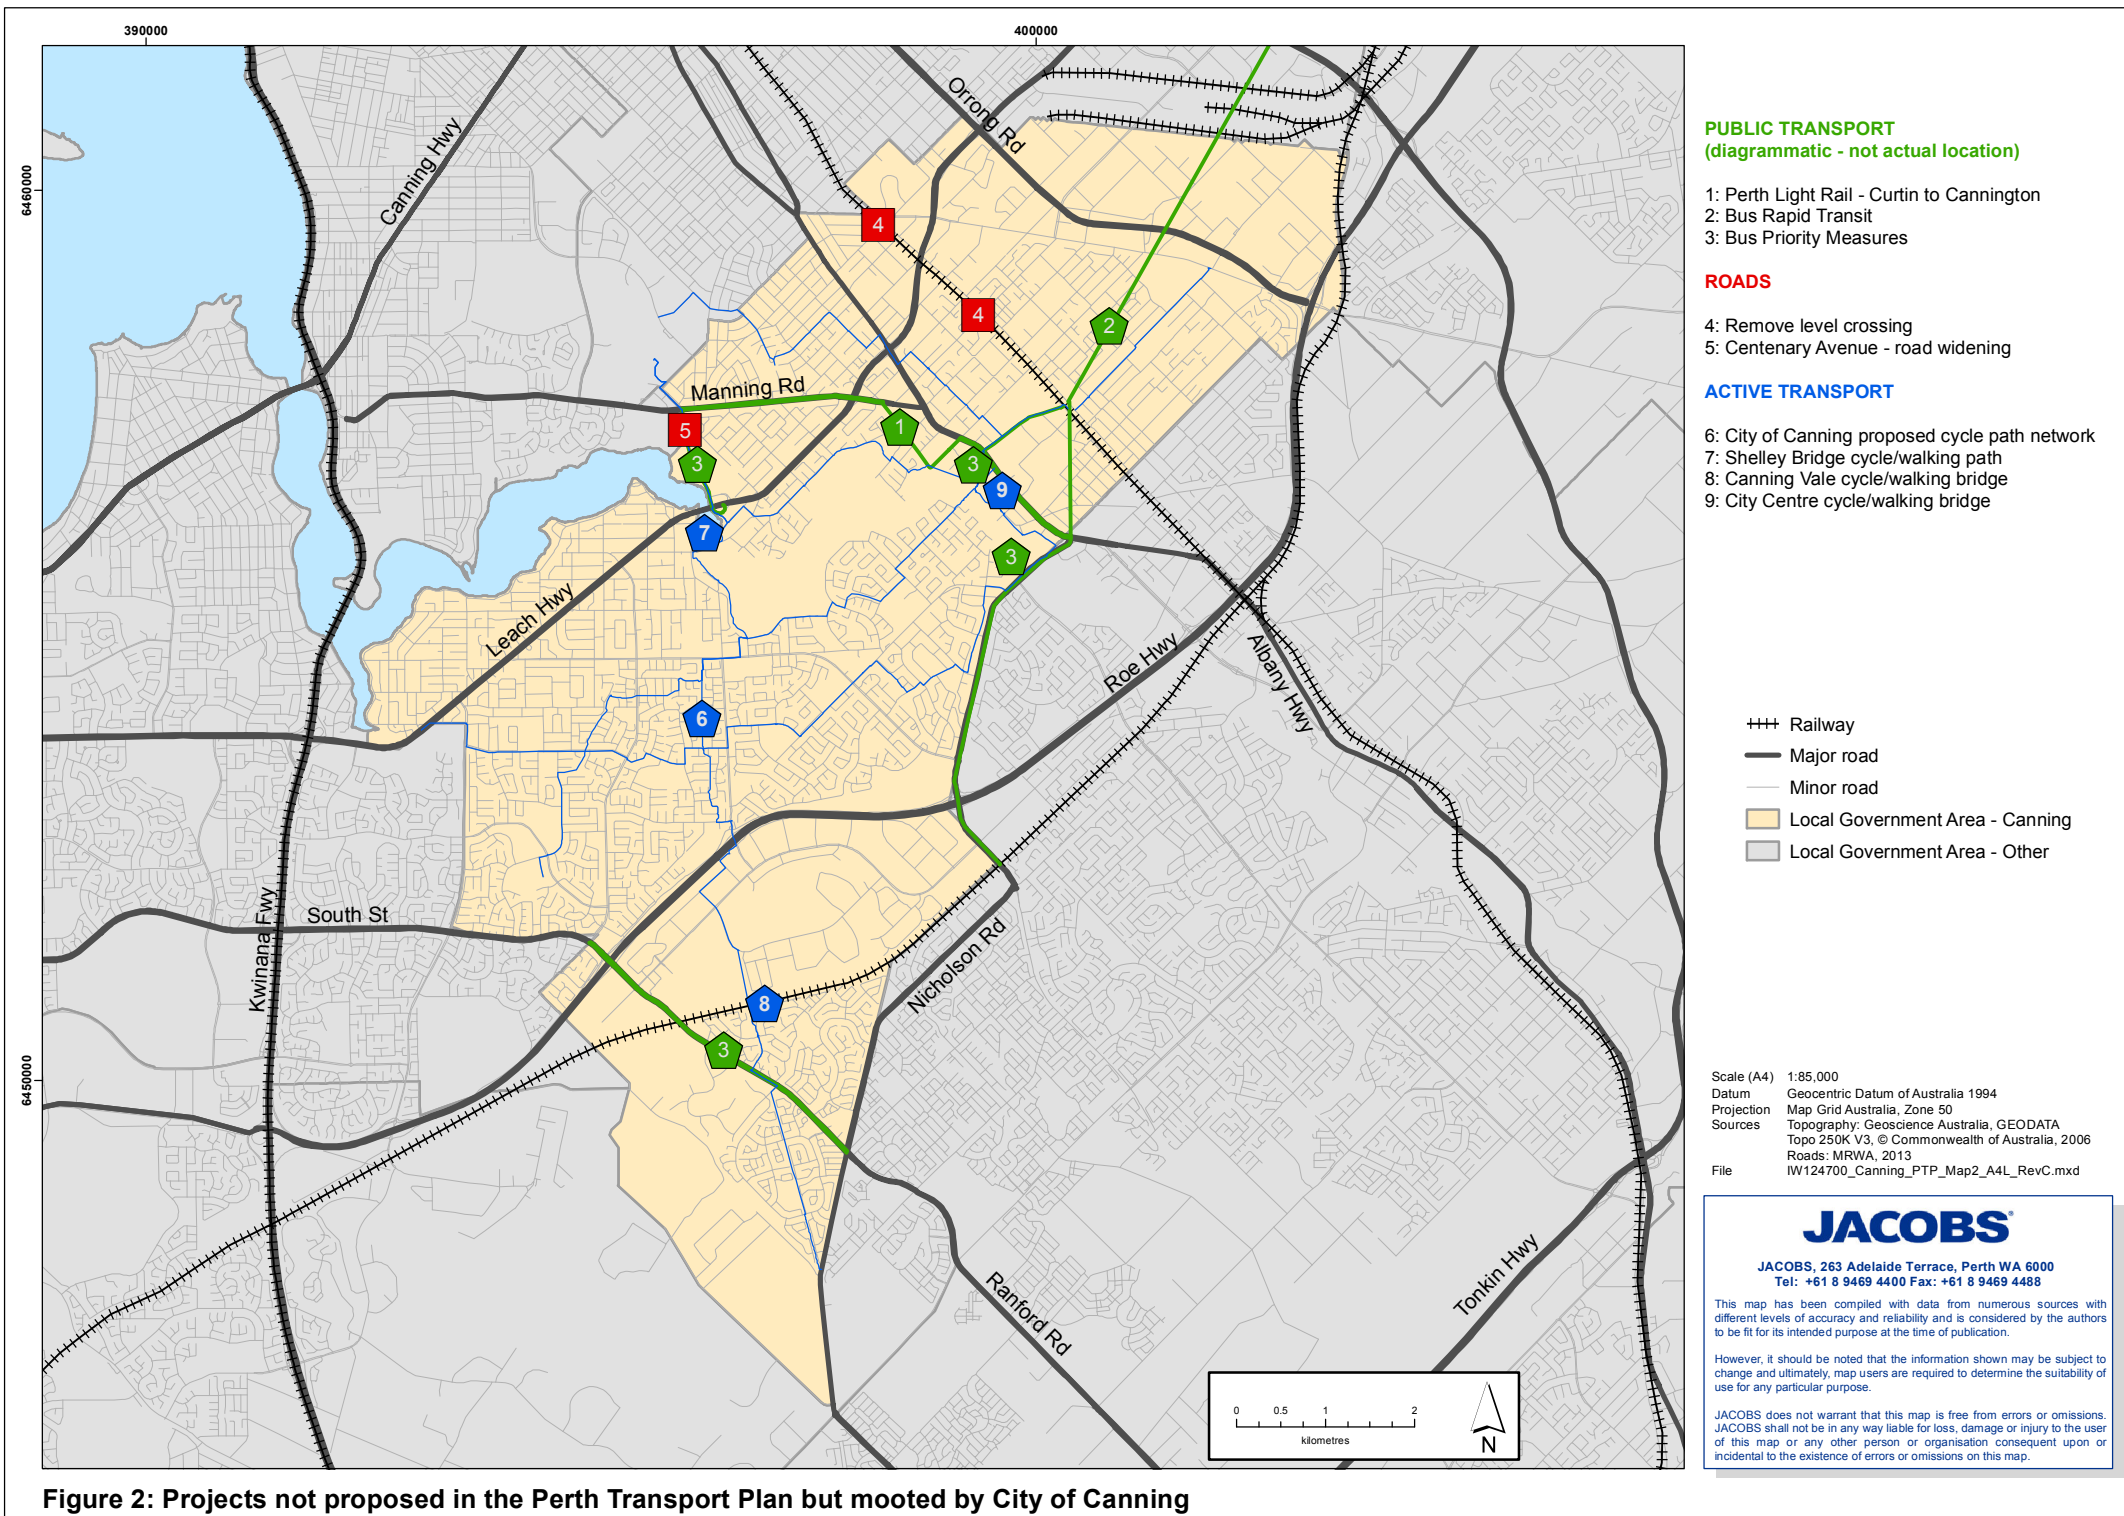 390000
400000
6460000
6450000
Canning Hwy
Orrong Rd
4
4
2
Manning Rd
5
1
3
3
9
7
3
Leach Hwy
Roe Hwy
Albany Hwy
6
South St
Kwinana Fwy
Nicholson Rd
8
3
Ranford Rd
Tonkin Hwy
0 0.5 1 2
kilometres
N
PUBLIC TRANSPORT
(diagrammatic - not actual location)
1: Perth Light Rail - Curtin to Cannington
2: Bus Rapid Transit
3: Bus Priority Measures
ROADS
4: Remove level crossing
5: Centenary Avenue - road widening
ACTIVE TRANSPORT
6: City of Canning proposed cycle path network
7: Shelley Bridge cycle/walking path
8: Canning Vale cycle/walking bridge
9: City Centre cycle/walking bridge
Railway
Major road
Minor road
Local Government Area - Canning
Local Government Area - Other
Scale (A4) 1:85,000
Datum Geocentric Datum of Australia 1994
Projection Map Grid Australia, Zone 50
Sources Topography: Geoscience Australia, GEODATA
Topo 250K V3, © Commonwealth of Australia, 2006
Roads: MRWA, 2013
File IW124700_Canning_PTP_Map2_A4L_RevC.mxd
JACOBS®
JACOBS, 263 Adelaide Terrace, Perth WA 6000
Tel: +61 8 9469 4400 Fax: +61 8 9469 4488
This map has been compiled with data from numerous sources with
different levels of accuracy and reliability and is considered by the authors
to be fit for its intended purpose at the time of publication.
However, it should be noted that the information shown may be subject to
change and ultimately, map users are required to determine the suitability of
use for any particular purpose.
JACOBS does not warrant that this map is free from errors or omissions.
JACOBS shall not be in any way liable for loss, damage or injury to the user
of this map or any other person or organisation consequent upon or
incidental to the existence of errors or omissions on this map.
Figure 2: Projects not proposed in the Perth Transport Plan but mooted by City of Canning